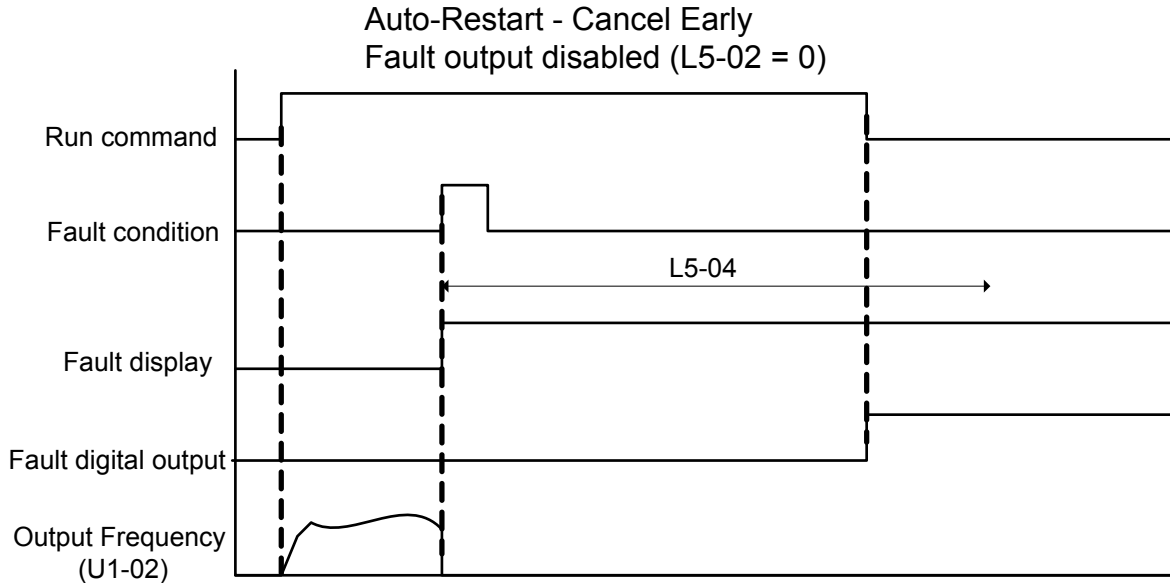 Auto-Restart - Cancel Early
Fault output disabled (L5-02 = 0)
Run command
Fault condition
L5-04
Fault display
Fault digital output
Output Frequency
(U1-02)